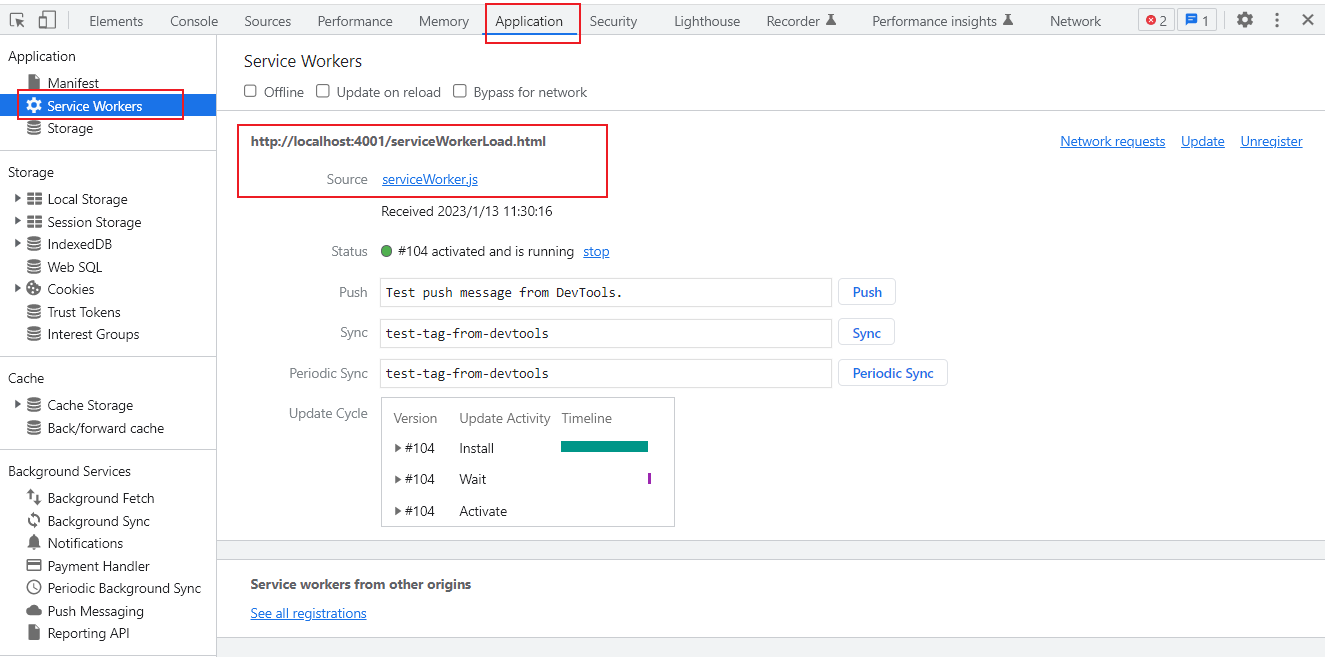 Elements Console Sources Performance Memory Application Security Lighthouse Recorder Performance insights Network 2 1
Application
Manifest
Service Workers
Storage
Storage
Local Storage
Session Storage
IndexedDB
Web SQL
Cookies
Trust Tokens
Interest Groups
Cache
Cache Storage
Back/forward cache
Background Services
Background Fetch
Background Sync
Notifications
Payment Handler
Periodic Background Sync
Push Messaging
Reporting API
Service Workers
Offline Update on reload Bypass for network
http://localhost:4001/serviceWorkerLoad.html Network requests Update Unregister
Source serviceWorker.js
Received 2023/1/13 11:30:16
Status #104 activated and is running stop
Push Test push message from DevTools. Push
Sync test-tag-from-devtools Sync
Periodic Sync test-tag-from-devtools Periodic Sync
Update Cycle Version Update Activity Timeline
#104 Install
#104 Wait
#104 Activate
Service workers from other origins
See all registrations